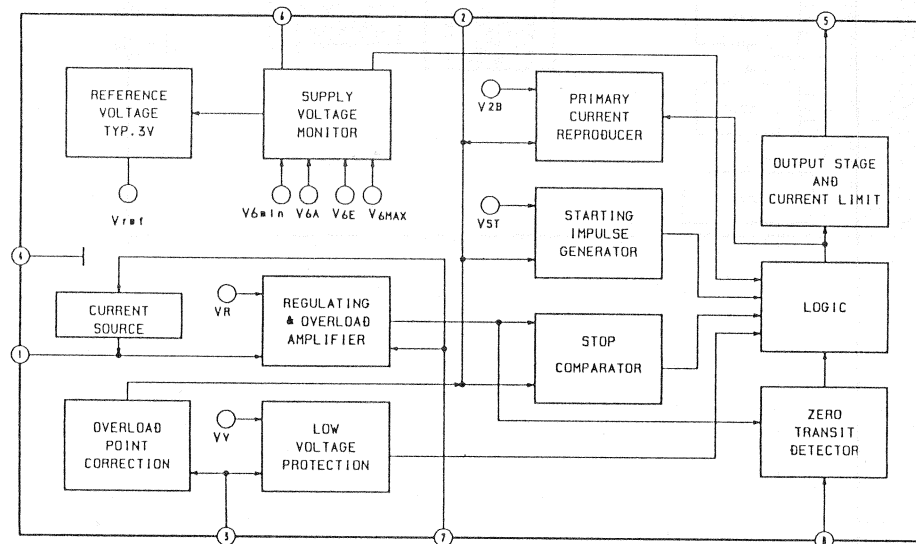 6
2
5
REFERENCE
VOLTAGE
TYP.3V
SUPPLY
VOLTAGE
MONITOR
V2B
PRIMARY
CURRENT
REPRODUCER
OUTPUT STAGE
AND
CURRENT LIMIT
Vref
V6min
V6A
V6E
V6MAX
VST
STARTING
IMPULSE
GENERATOR
4
CURRENT
SOURCE
VR
REGULATING
& OVERLOAD
AMPLIFIER
LOGIC
1
STOP
COMPARATOR
OVERLOAD
POINT
CORRECTION
VV
LOW
VOLTAGE
PROTECTION
ZERO
TRANSIT
DETECTOR
3
7
8